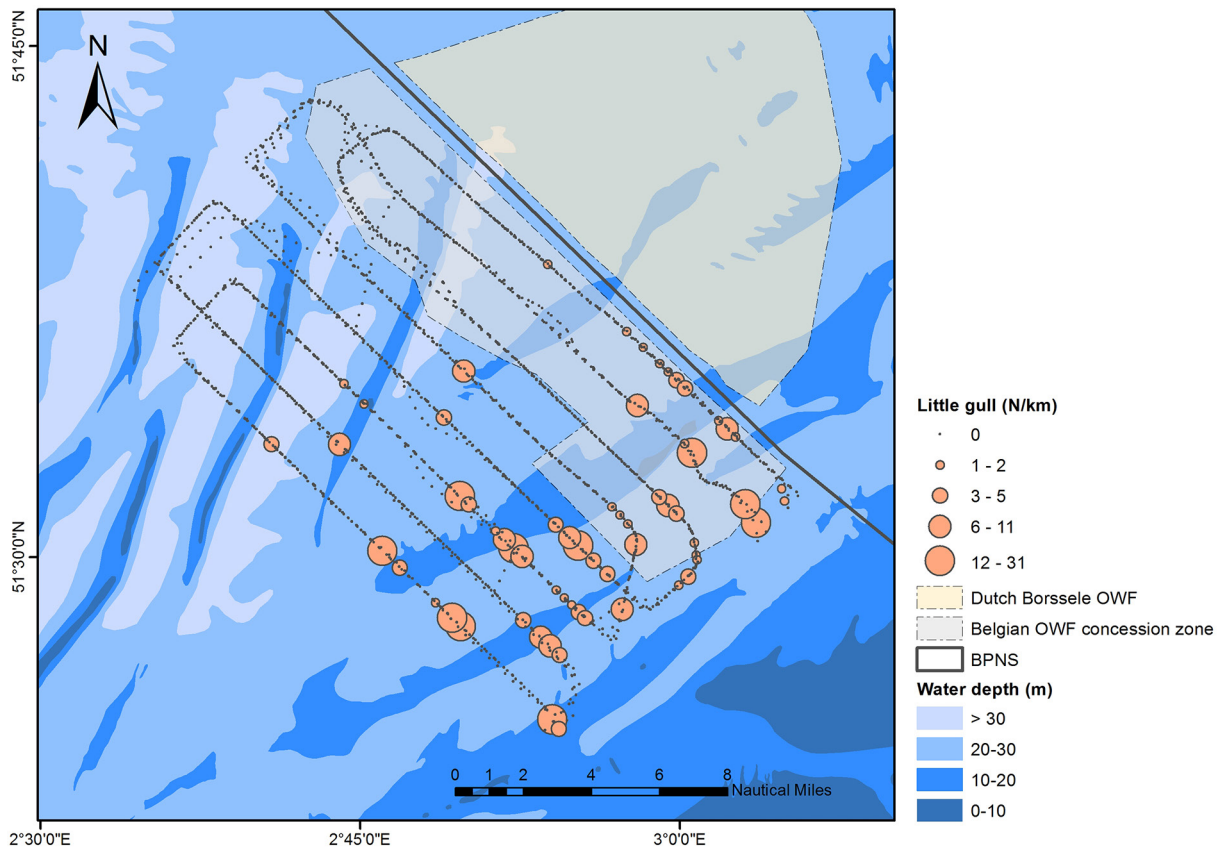 51°45'0"N
N
51°30'0"N
0 1 2 4 6 8
Nautical Miles
2°30'0"E 2°45'0"E 3°0'0"E
Little gull (N/km)
0
1 - 2
3 - 5
6 - 11
12 - 31
Dutch Borssele OWF
Belgian OWF concession zone
BPNS
Water depth (m)
> 30
20-30
10-20
0-10